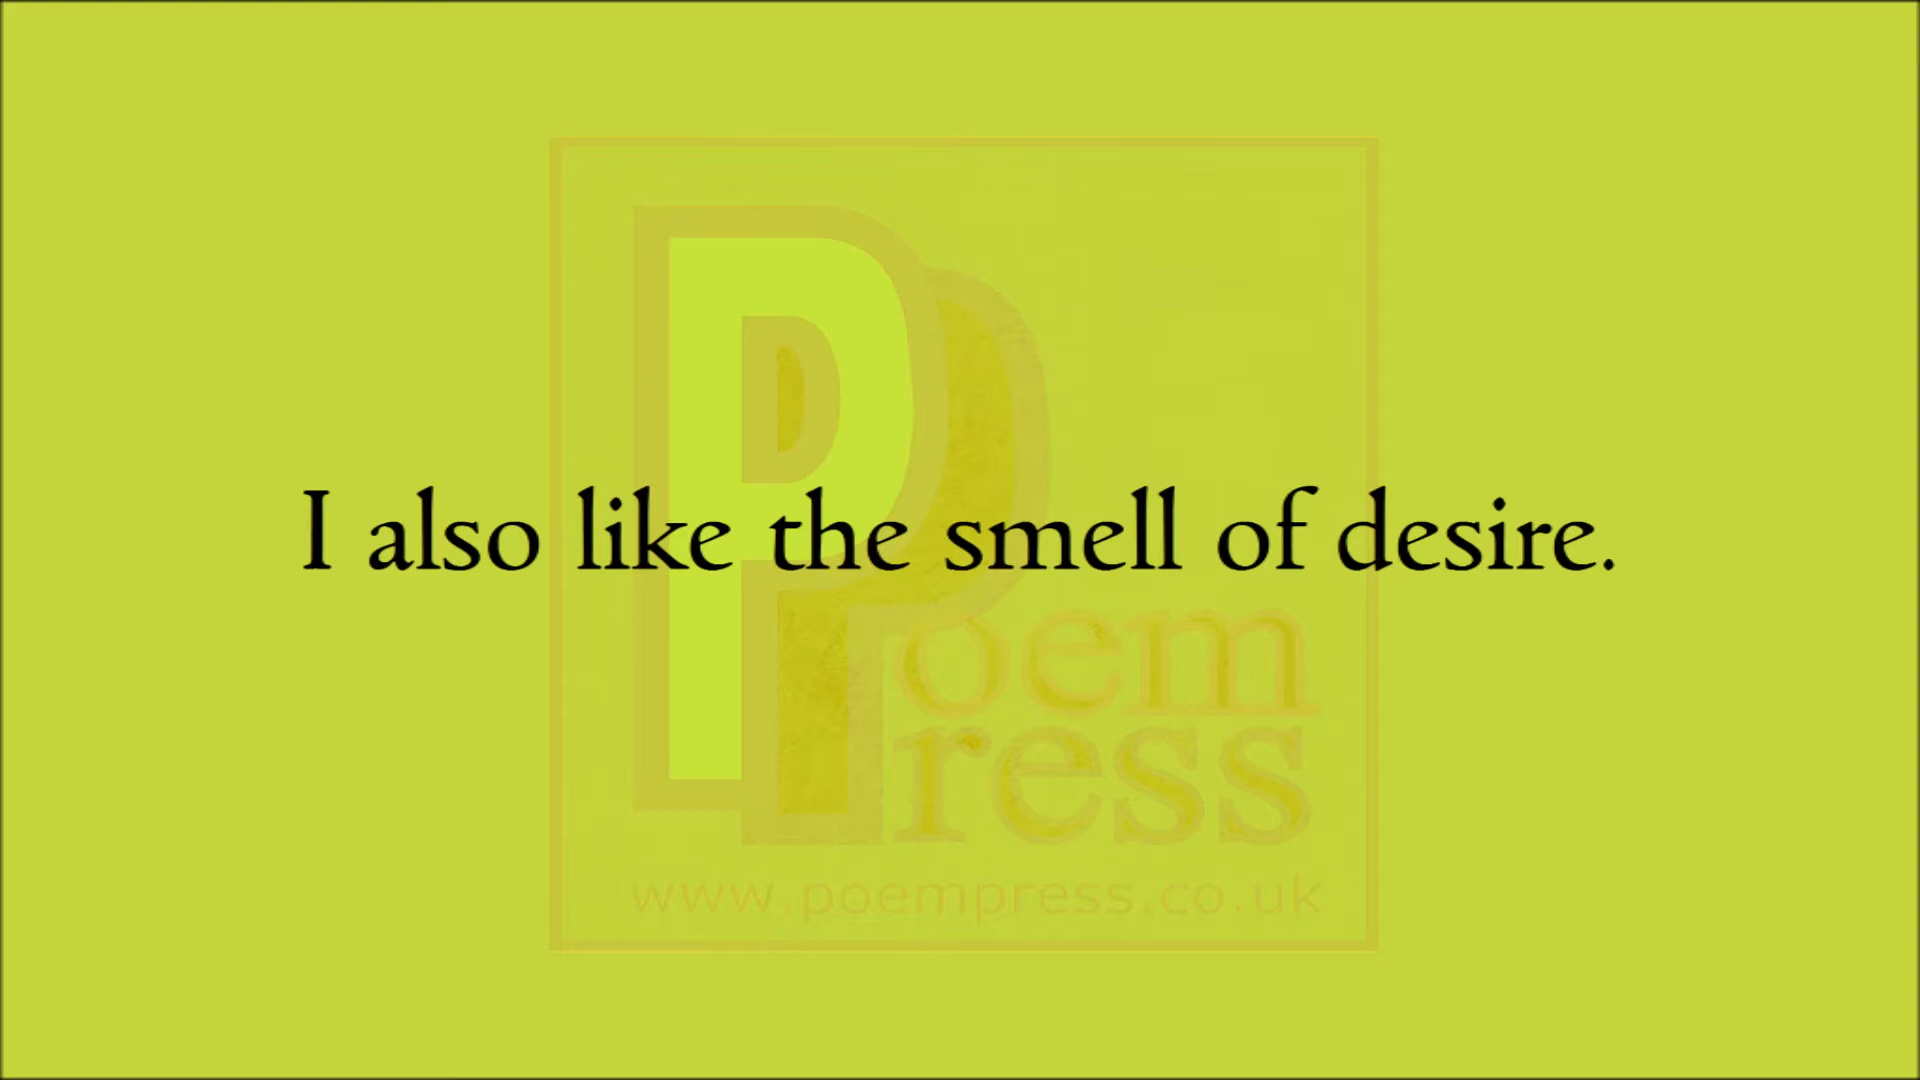 I also like the smell of desire.
P
Poem
Press
www.poempress.co.uk